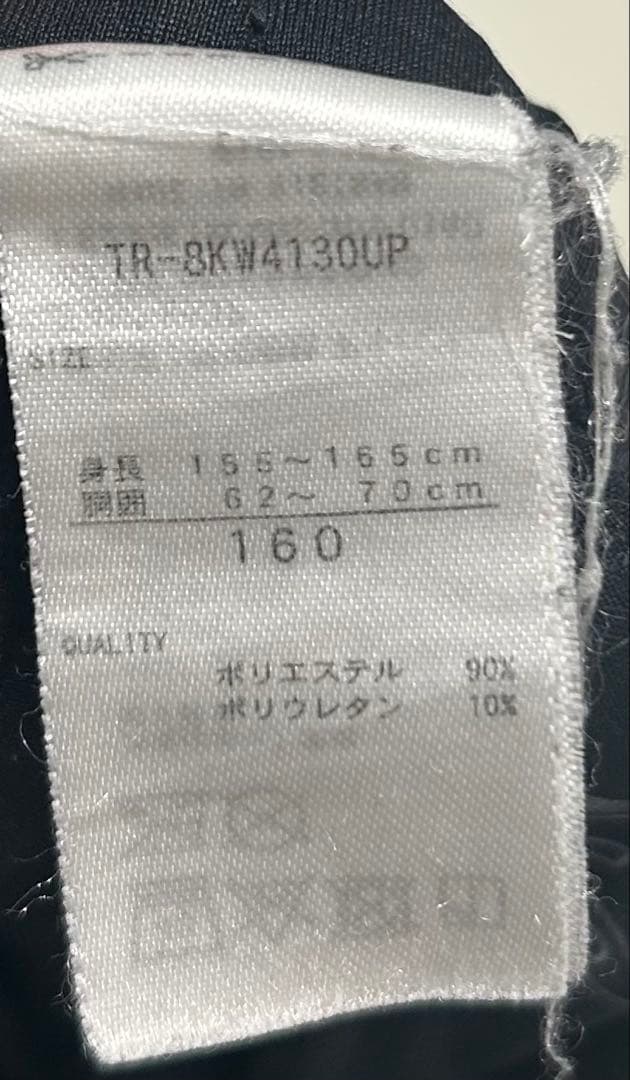 TR-8KW4130UP
SIZE
身長 155～165cm
胴囲 62～ 70cm
160
QUALITY
ポリエステル 90%
ポリウレタン 10%